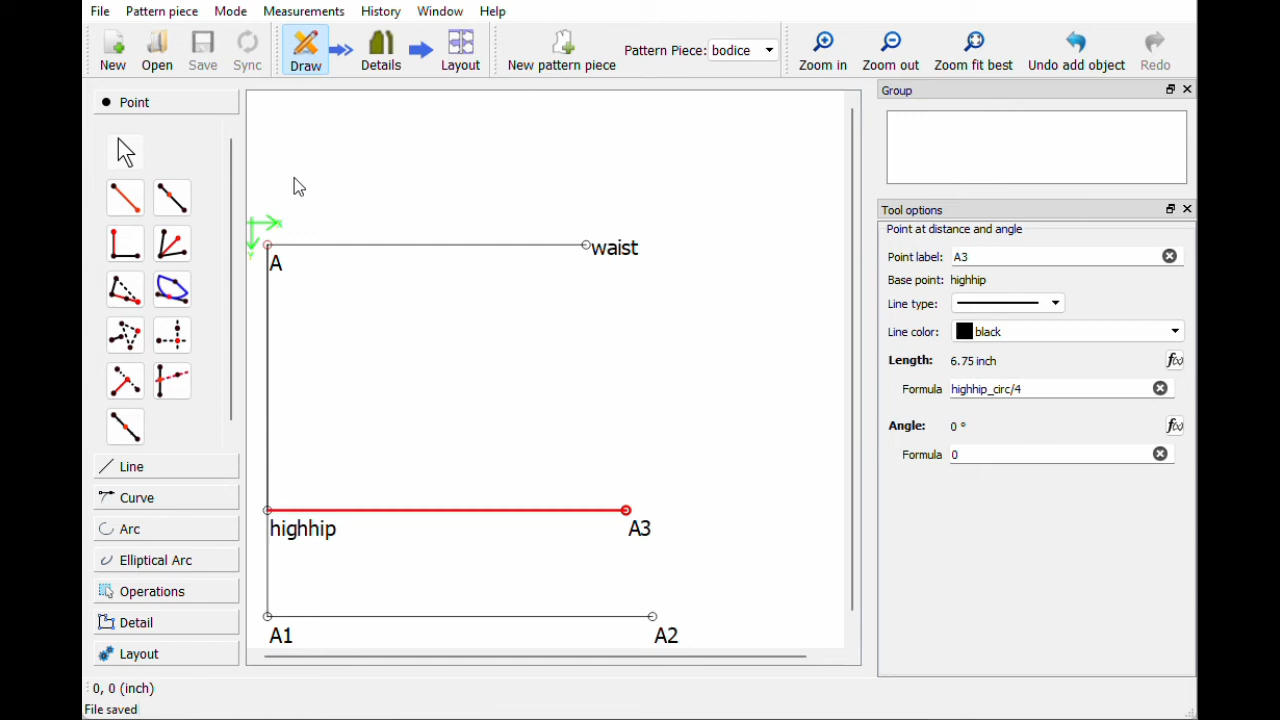 File Pattern piece Mode Measurements History Window Help
New Open Save Sync Draw Details Layout New pattern piece Pattern Piece: bodice Zoom in Zoom out Zoom fit best Undo add object Redo
Point
Line
Curve
Arc
Elliptical Arc
Operations
Detail
Layout
X
Y
A
waist
highhip
A3
A1
A2
Group
Tool options
Point at distance and angle
Point label: A3
Base point: highhip
Line type:
Line color: black
Length: 6.75 inch f(x)
Formula highhip_circ/4
Angle: 0 ° f(x)
Formula 0
0, 0 (inch)
File saved